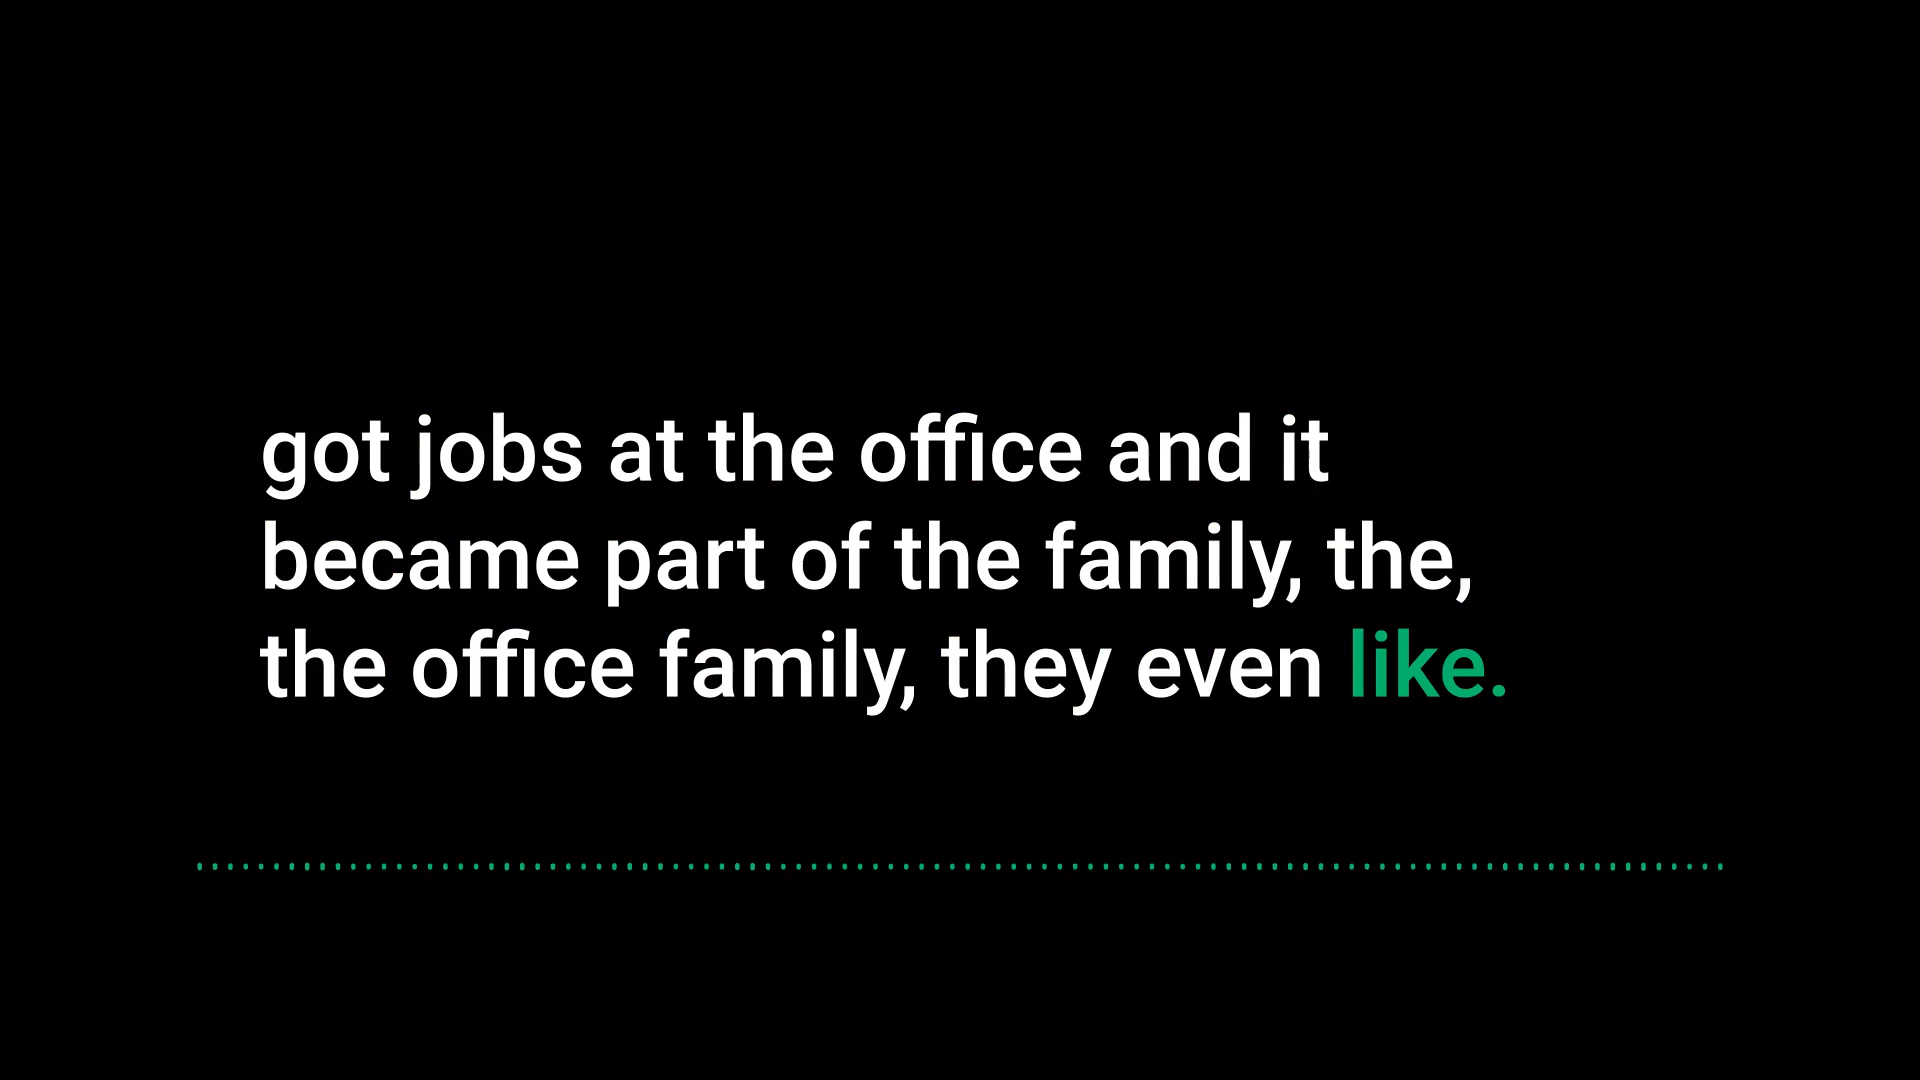 got jobs at the office and it
became part of the family, the,
the office family, they even like.